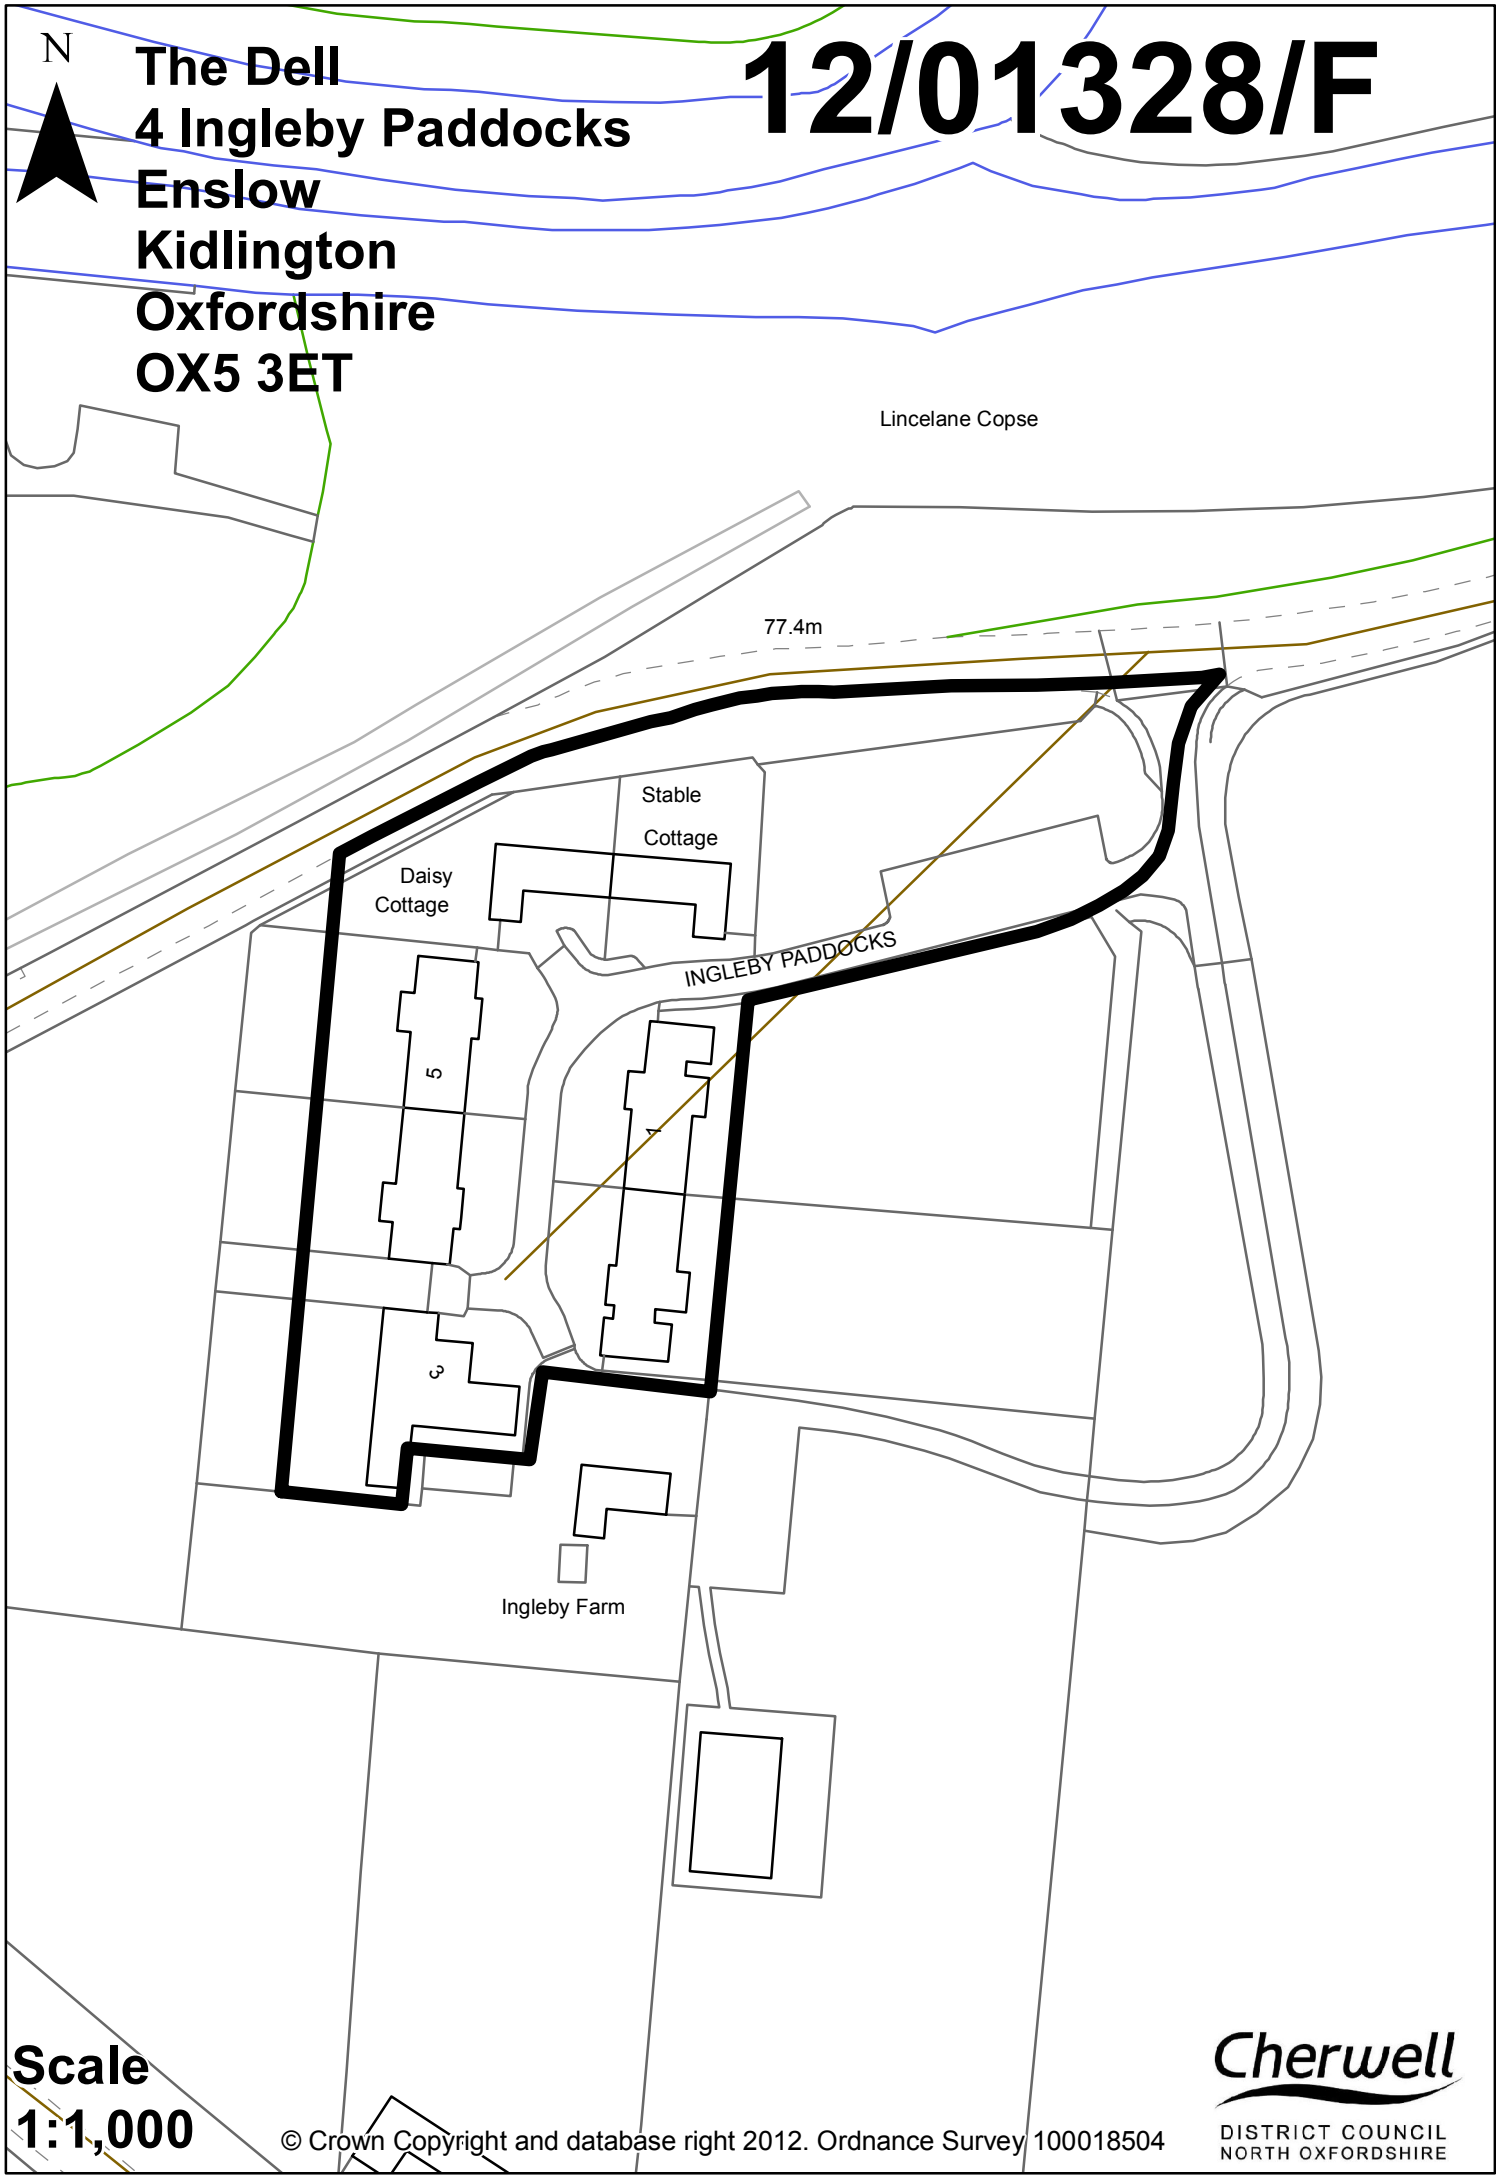 N
The Dell
4 Ingleby Paddocks
Enslow
Kidlington
Oxfordshire
OX5 3ET
12/01328/F
Lincelane Copse
77.4m
Stable
Cottage
Daisy
Cottage
INGLEBY PADDOCKS
5
1
3
Ingleby Farm
Scale
1:1,000
© Crown Copyright and database right 2012. Ordnance Survey 100018504
Cherwell
DISTRICT COUNCIL
NORTH OXFORDSHIRE